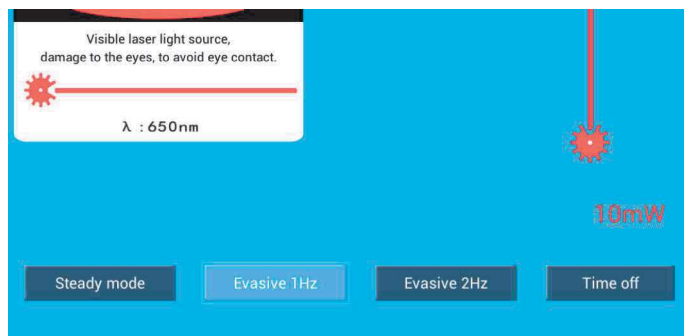 Visible laser light source,
damage to the eyes, to avoid eye contact.
λ :650nm
10mW
Steady mode
Evasive 1Hz
Evasive 2Hz
Time off